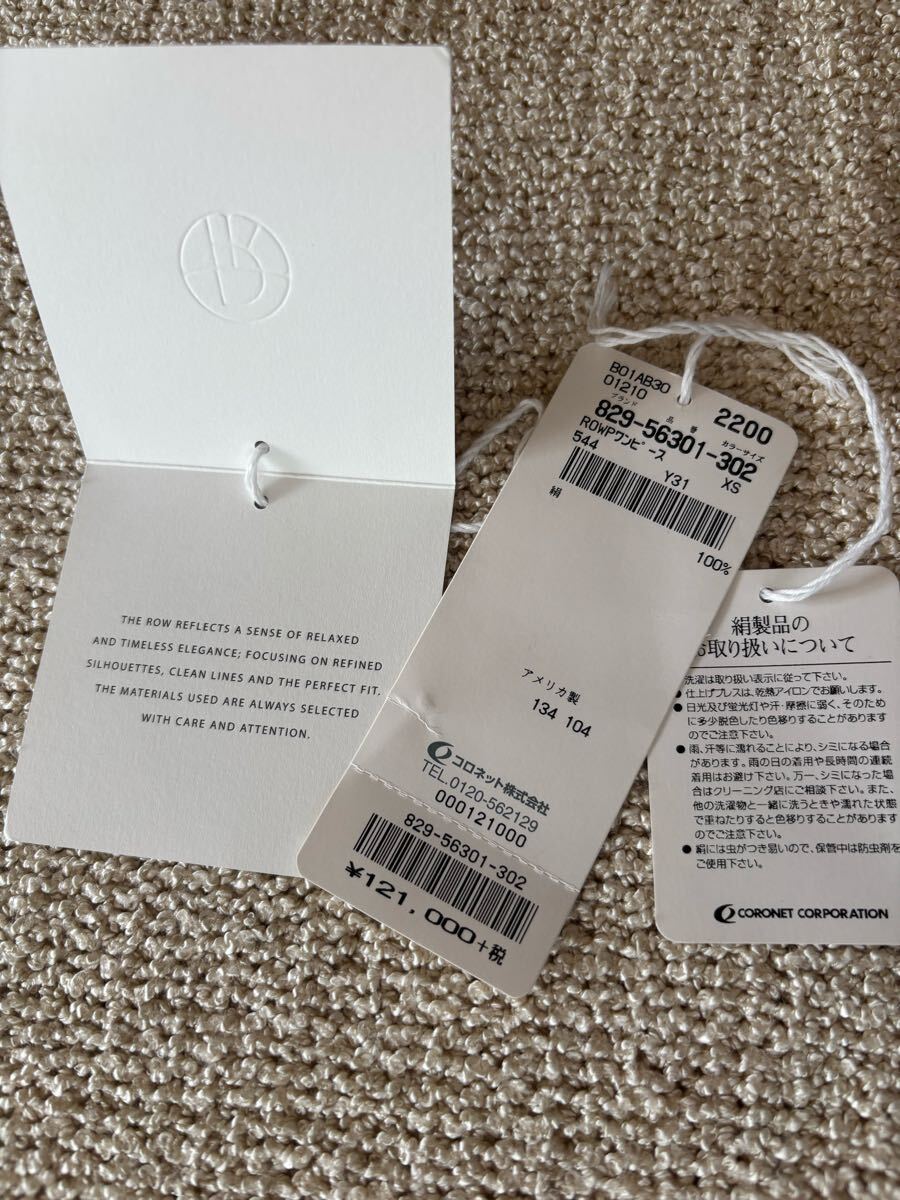 THE ROW REFLECTS A SENSE OF RELAXED
AND TIMELESS ELEGANCE; FOCUSING ON REFINED
SILHOUETTES, CLEAN LINES AND THE PERFECT FIT.
THE MATERIALS USED ARE ALWAYS SELECTED
WITH CARE AND ATTENTION.
B01AB30
01210 2200
ブランド 品番 カラーサイズ
829-56301-302
ROWPワンピース XS
544 Y31
絹 100%
アメリカ製
134 104
コロネット株式会社
TEL.0120-562129
000121000
829-56301-302
¥121,000+税
絹製品の
お取り扱いについて
洗濯は取り扱い表示に従って下さい。
● 仕上げプレスは、乾熱アイロンでお願いします。
● 日光及び蛍光灯や汗・摩擦に弱く、そのため
に多少脱色したり色移りすることがあります
のでご注意下さい。
● 雨、汗等に濡れることにより、シミになる場合
があります。雨の日の着用や長時間の連続
着用はお避け下さい。万一、シミになった場
合はクリーニング店にご相談下さい。また、
他の洗濯物と一緒に洗うときや濡れた状態
で重ねたりすると色移りすることがあります
のでご注意下さい。
● 絹には虫がつき易いので、保管中は防虫剤を
ご使用下さい。
CORONET CORPORATION